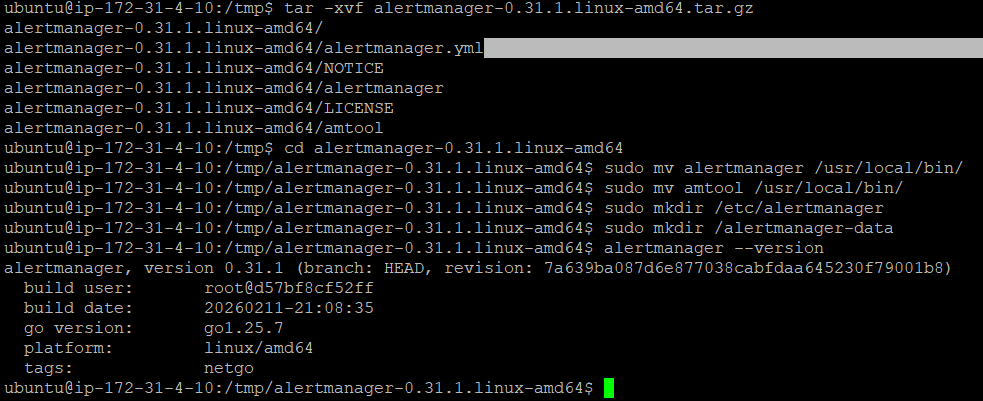 ubuntu@ip-172-31-4-10:/tmp$ tar -xvf alertmanager-0.31.1.linux-amd64.tar.gz
alertmanager-0.31.1.linux-amd64/
alertmanager-0.31.1.linux-amd64/alertmanager.yml
alertmanager-0.31.1.linux-amd64/NOTICE
alertmanager-0.31.1.linux-amd64/alertmanager
alertmanager-0.31.1.linux-amd64/LICENSE
alertmanager-0.31.1.linux-amd64/amtool
ubuntu@ip-172-31-4-10:/tmp$ cd alertmanager-0.31.1.linux-amd64
ubuntu@ip-172-31-4-10:/tmp/alertmanager-0.31.1.linux-amd64$ sudo mv alertmanager /usr/local/bin/
ubuntu@ip-172-31-4-10:/tmp/alertmanager-0.31.1.linux-amd64$ sudo mv amtool /usr/local/bin/
ubuntu@ip-172-31-4-10:/tmp/alertmanager-0.31.1.linux-amd64$ sudo mkdir /etc/alertmanager
ubuntu@ip-172-31-4-10:/tmp/alertmanager-0.31.1.linux-amd64$ sudo mkdir /alertmanager-data
ubuntu@ip-172-31-4-10:/tmp/alertmanager-0.31.1.linux-amd64$ alertmanager --version
alertmanager, version 0.31.1 (branch: HEAD, revision: 7a639ba087d6e877038cabfdaa645230f79001b8)
  build user:       root@d57bf8cf52ff
  build date:       20260211-21:08:35
  go version:       go1.25.7
  platform:         linux/amd64
  tags:             netgo
ubuntu@ip-172-31-4-10:/tmp/alertmanager-0.31.1.linux-amd64$